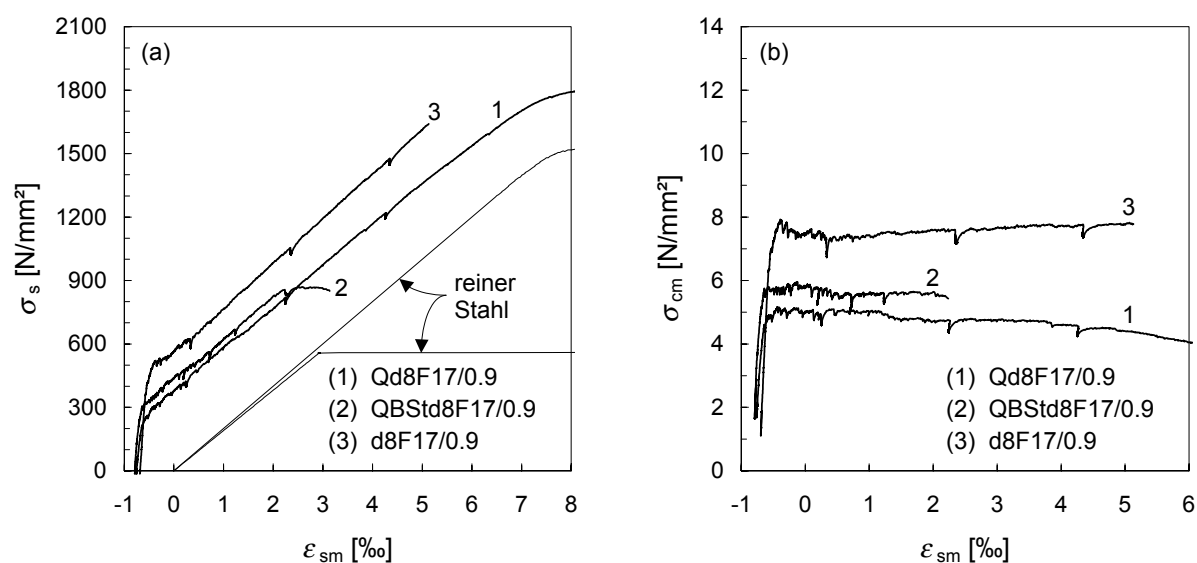 2100
1800
1500
1200
900
600
300
0
σs [N/mm²]
(a)
3
1
2
reiner
Stahl
(1) Qd8F17/0.9
(2) QBStd8F17/0.9
(3) d8F17/0.9
-1 0 1 2 3 4 5 6 7 8
εsm [‰]
14
12
10
8
6
4
2
0
σcm [N/mm²]
(b)
3
2
1
(1) Qd8F17/0.9
(2) QBStd8F17/0.9
(3) d8F17/0.9
-1 0 1 2 3 4 5 6
εsm [‰]